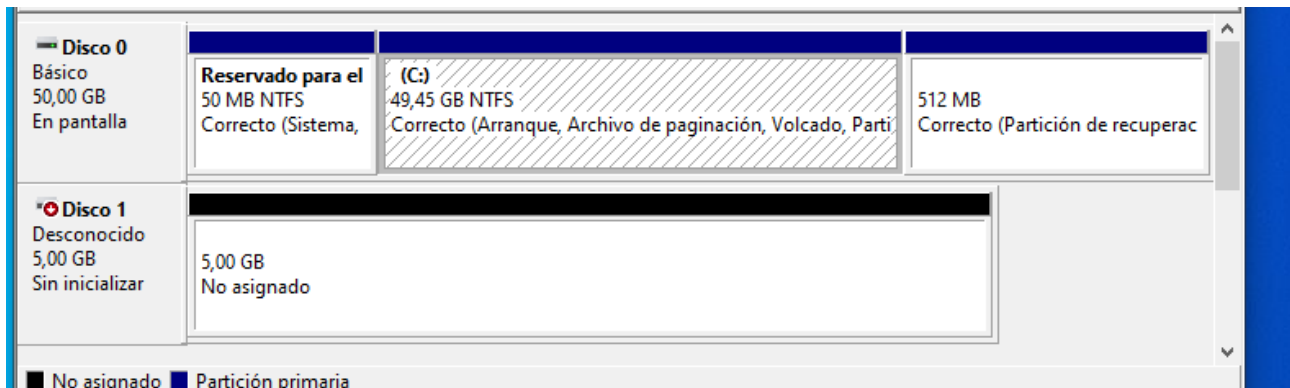 Disco 0
Básico
50,00 GB
En pantalla
Reservado para el
50 MB NTFS
Correcto (Sistema,
(C:)
49,45 GB NTFS
Correcto (Arranque, Archivo de paginación, Volcado, Parti
512 MB
Correcto (Partición de recuperac
Disco 1
Desconocido
5,00 GB
Sin inicializar
5,00 GB
No asignado
No asignado Partición primaria